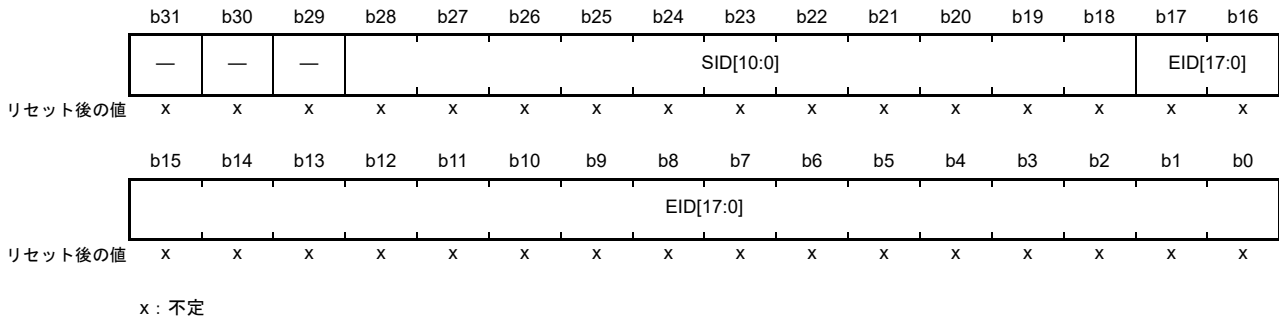 b31 b30 b29 b28 b27 b26 b25 b24 b23 b22 b21 b20 b19 b18 b17 b16
— — — SID[10:0] EID[17:0]
リセット後の値 x x x x x x x x x x x x x x x x
b15 b14 b13 b12 b11 b10 b9 b8 b7 b6 b5 b4 b3 b2 b1 b0
EID[17:0]
リセット後の値 x x x x x x x x x x x x x x x x
x：不定